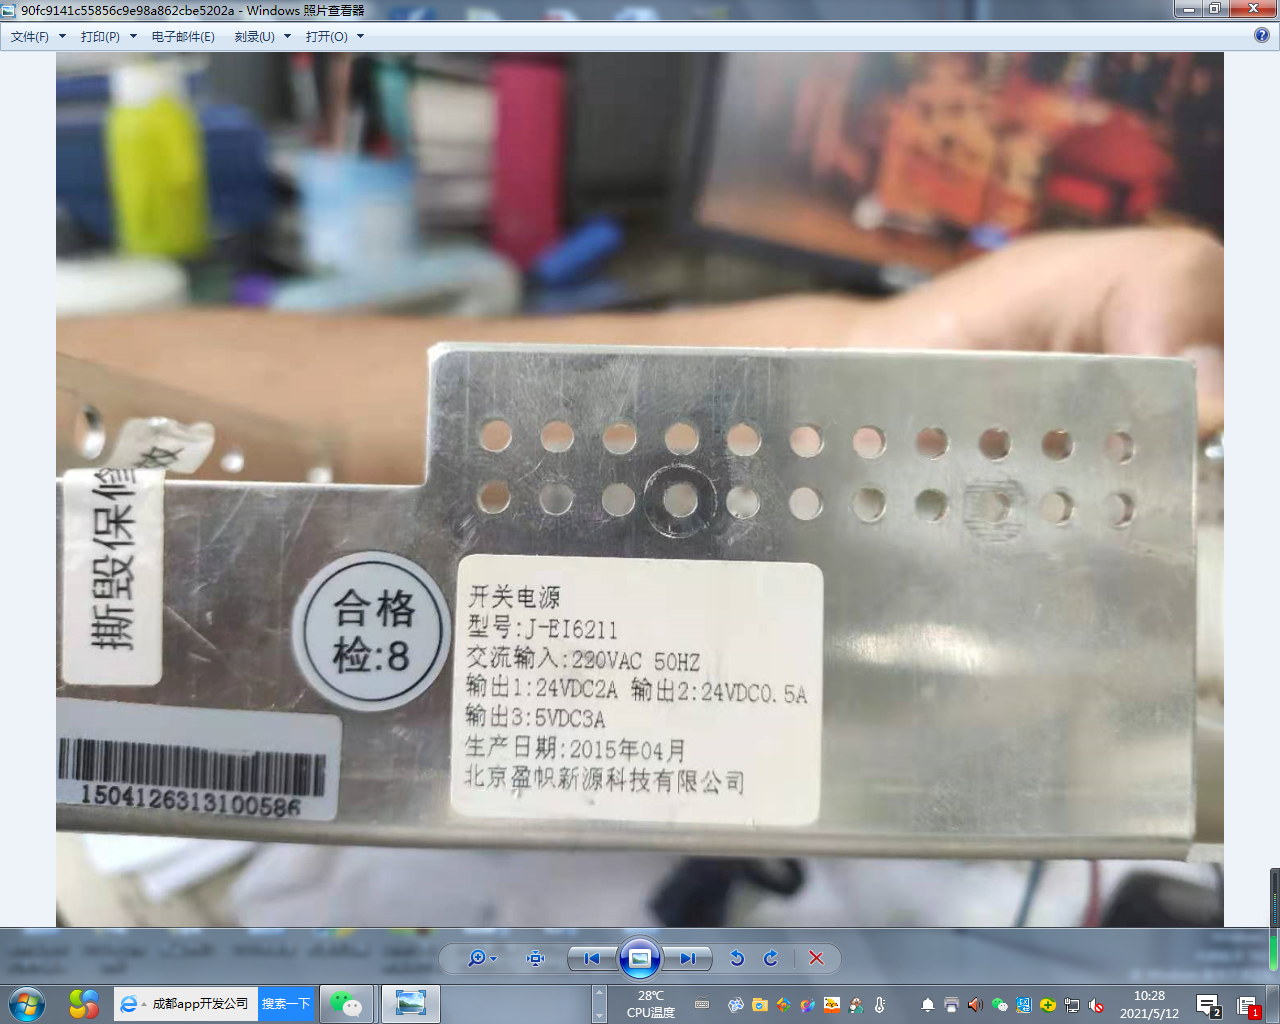 90fc9141c55856c9e98a862cbe5202a - Windows 照片查看器
文件(F) 打印(P) 电子邮件(E) 刻录(U) 打开(O)
撕毁保修
效
合格
检:8
开关电源
型号:J-EI6211
交流输入:220VAC 50HZ
输出1:24VDC2A 输出2:24VDC0.5A
输出3:5VDC3A
生产日期:2015年04月
北京盈帜新源科技有限公司
1504126313100586
成都app开发公司 搜索一下
28℃
CPU温度
10:28
2021/5/12
2
1